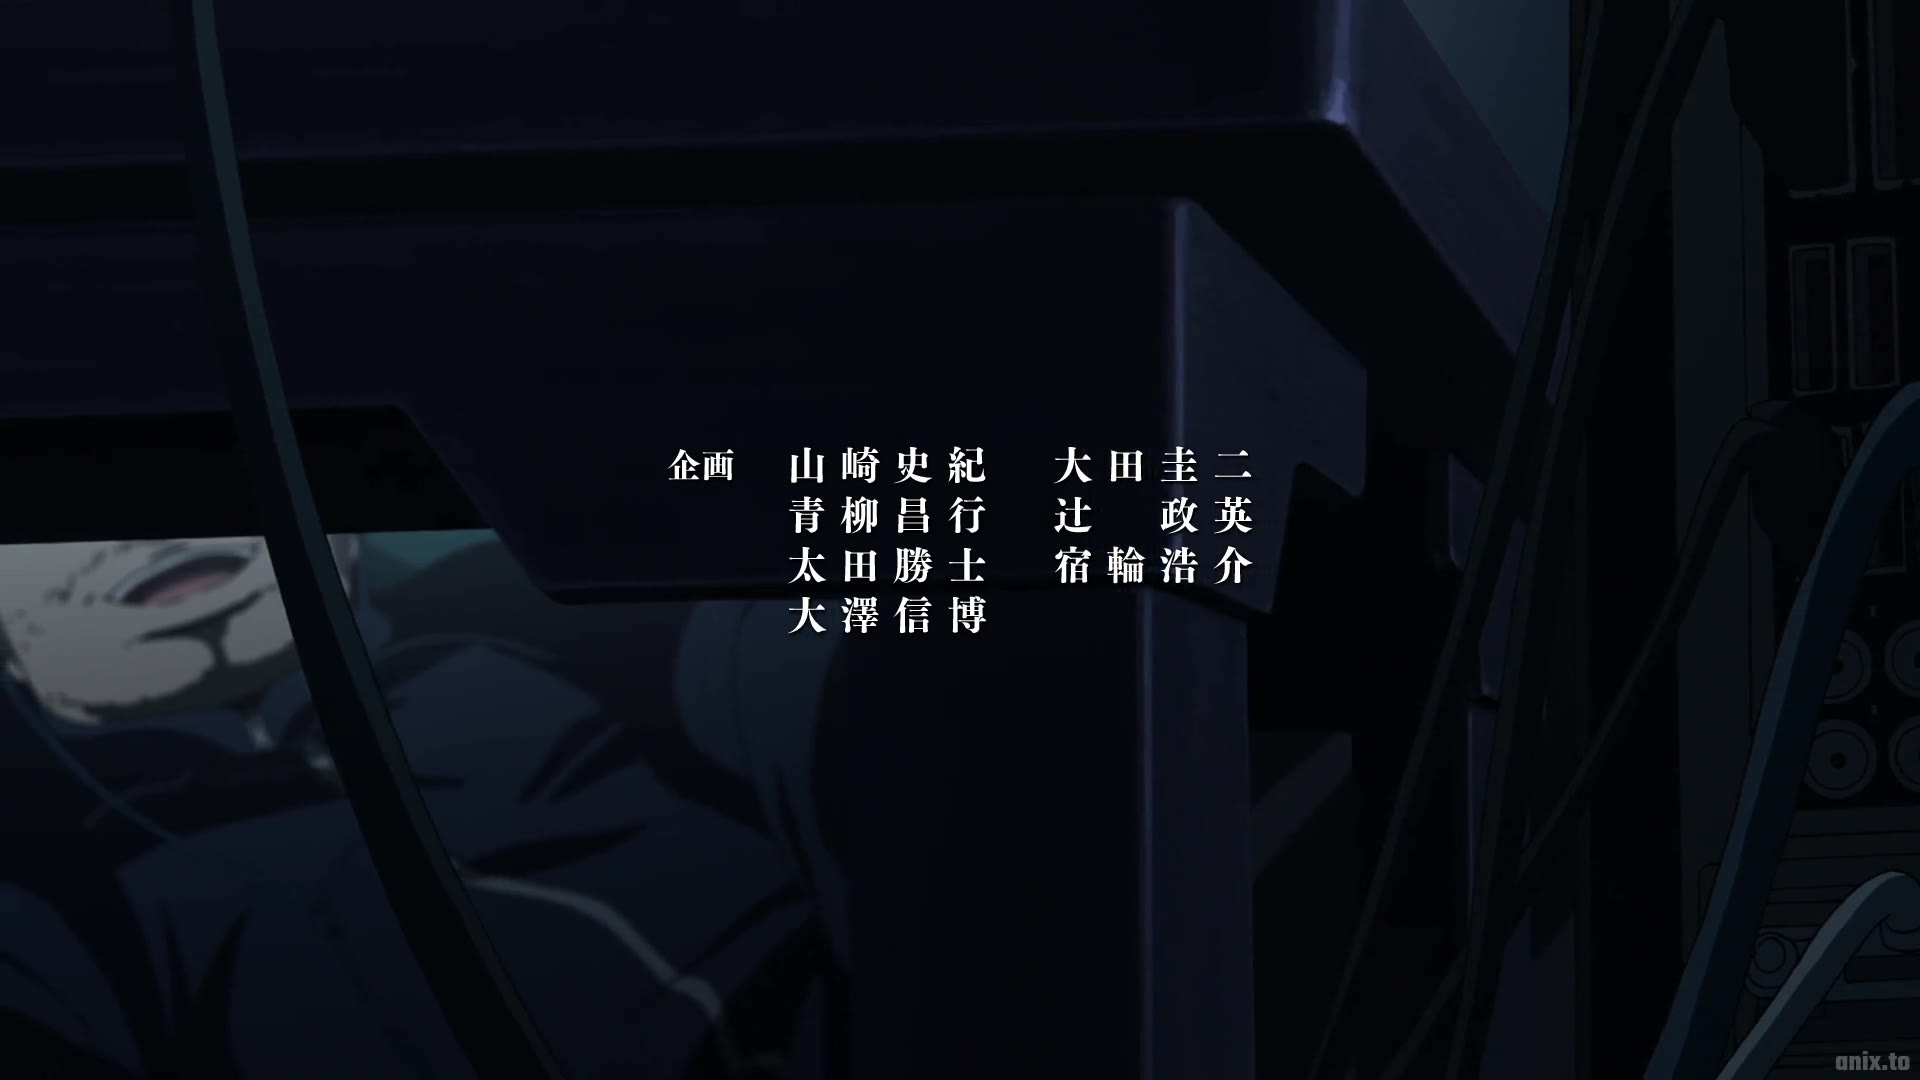 企画 山崎史紀 大田圭二
青柳昌行 辻 政英
太田勝士 宿輪浩介
大澤信博
anix.to